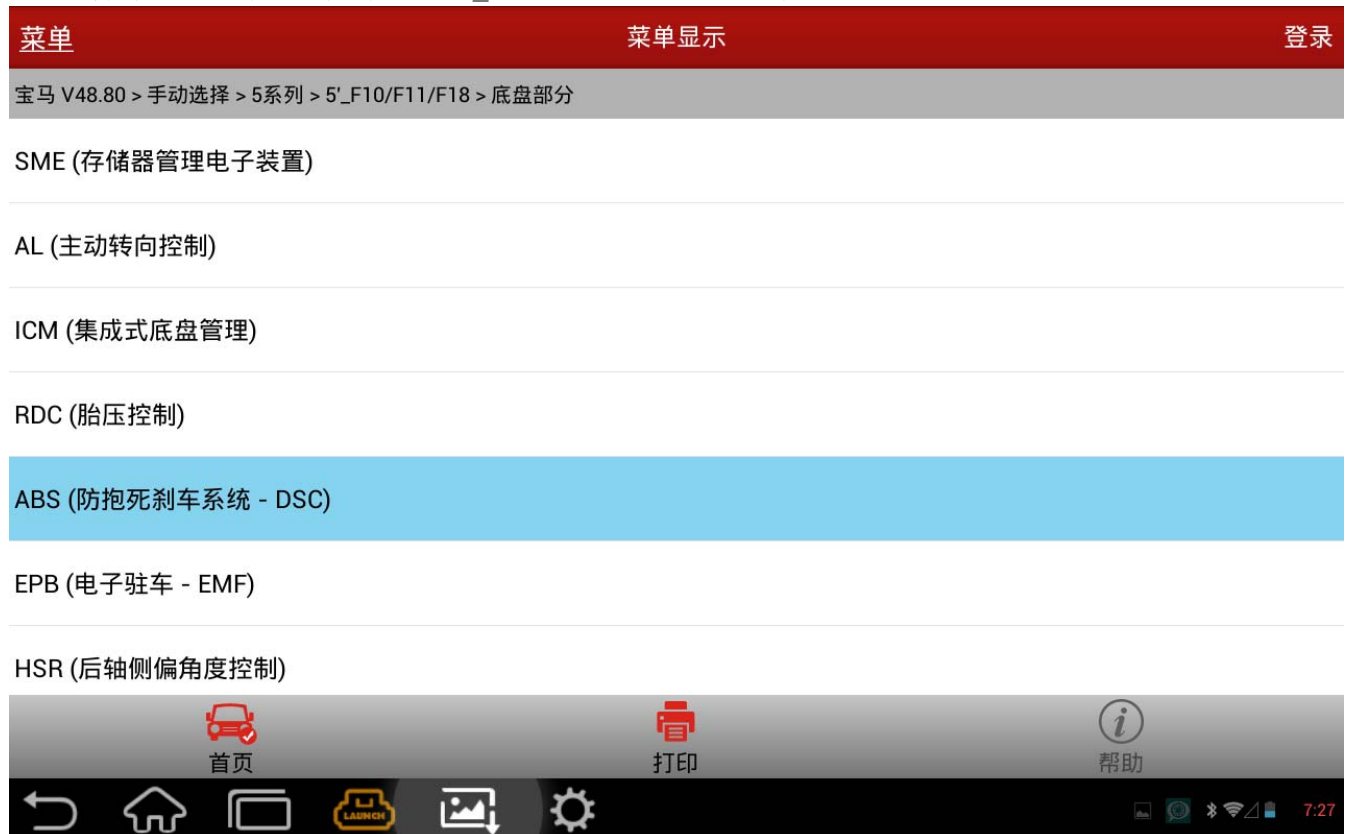 菜单 菜单显示 登录
宝马 V48.80 > 手动选择 > 5系列 > 5'_F10/F11/F18 > 底盘部分
SME (存储器管理电子装置)
AL (主动转向控制)
ICM (集成式底盘管理)
RDC (胎压控制)
ABS (防抱死刹车系统 - DSC)
EPB (电子驻车 - EMF)
HSR (后轴侧偏角度控制)
首页 打印 帮助
LAUNCH 7:27